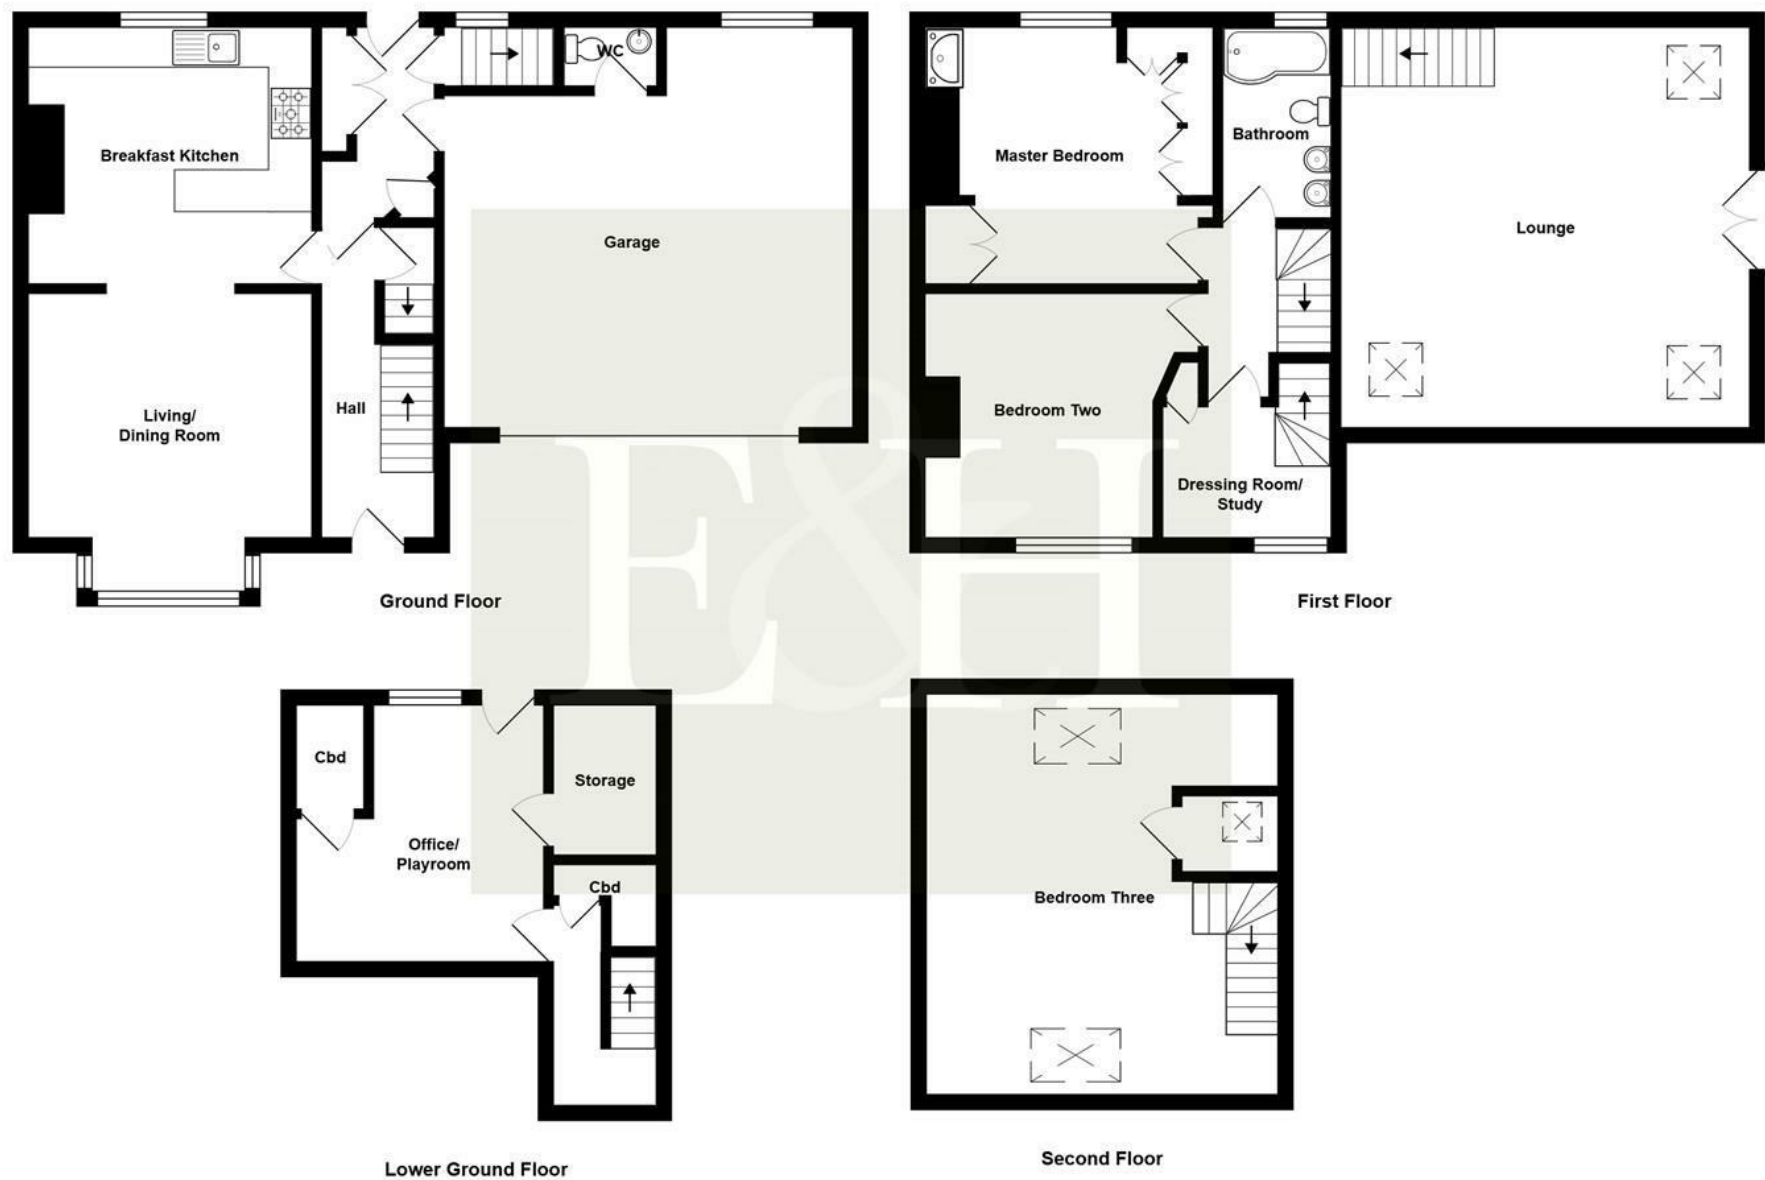 WC
Breakfast Kitchen
Garage
Living/
Dining Room
Hall
Ground Floor
Master Bedroom
Bathroom
Lounge
Bedroom Two
Dressing Room/
Study
First Floor
E&H
Cbd
Storage
Office/
Playroom
Cbd
Lower Ground Floor
Bedroom Three
Second Floor